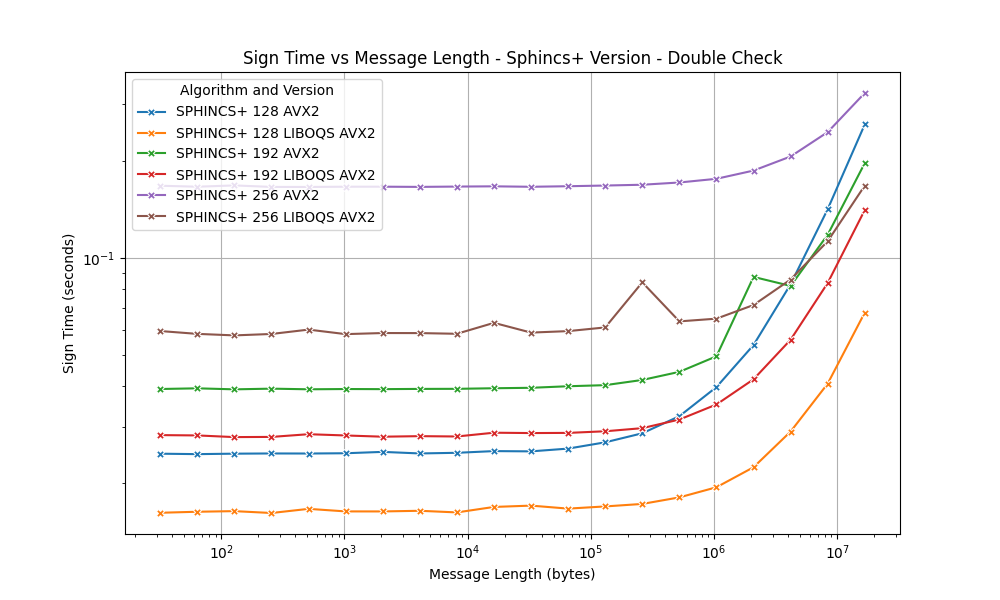 Sign Time vs Message Length - Sphincs+ Version - Double Check
Algorithm and Version
SPHINCS+ 128 AVX2
SPHINCS+ 128 LIBOQS AVX2
SPHINCS+ 192 AVX2
SPHINCS+ 192 LIBOQS AVX2
SPHINCS+ 256 AVX2
SPHINCS+ 256 LIBOQS AVX2
Sign Time (seconds)
10⁻¹
10² 10³ 10⁴ 10⁵ 10⁶ 10⁷
Message Length (bytes)